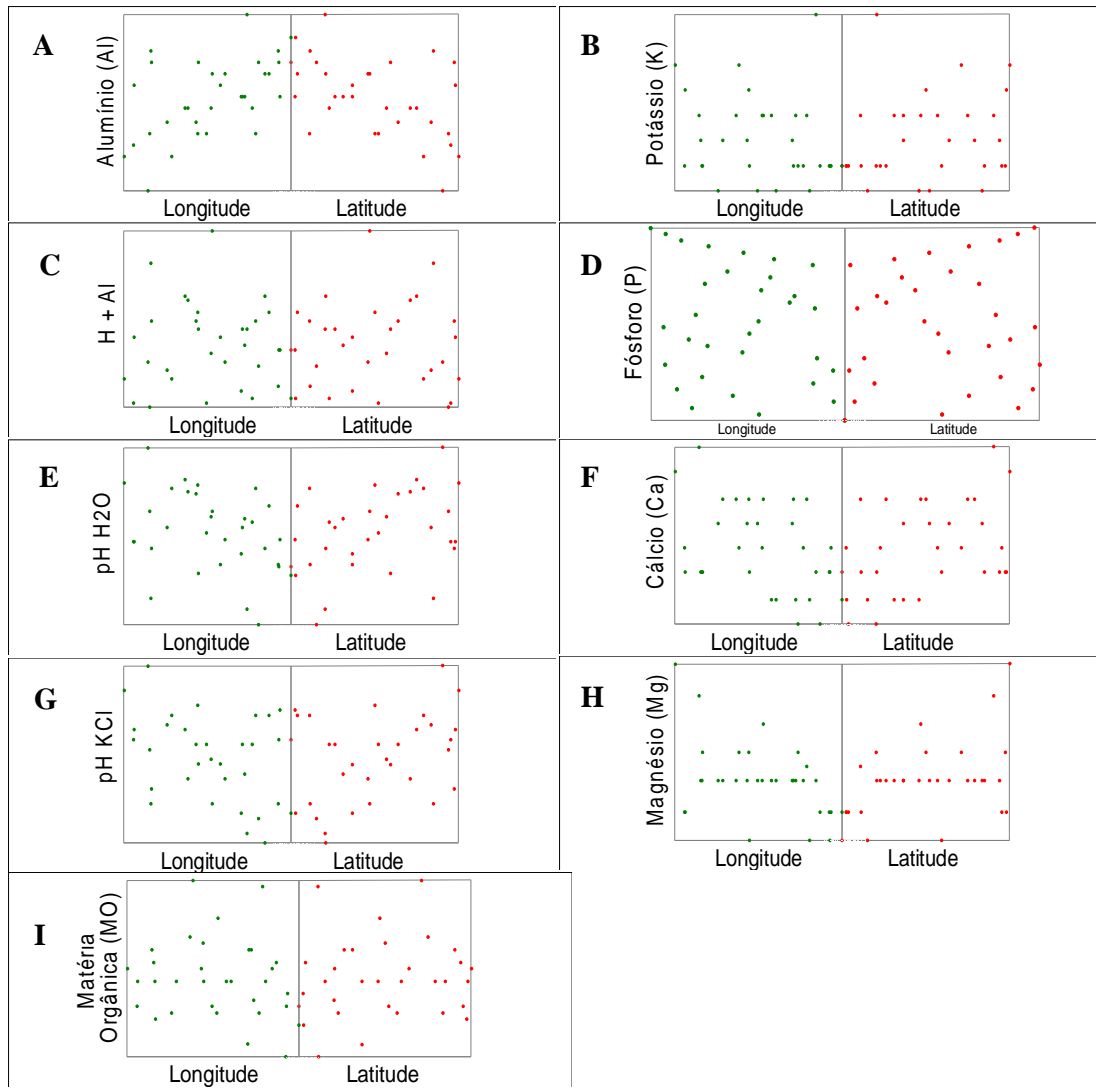 A
Alumínio (Al)
Longitude
Latitude
B
Potássio (K)
Longitude
Latitude
C
H + Al
Longitude
Latitude
D
Fósforo (P)
Longitude
Latitude
E
pH H2O
Longitude
Latitude
F
Cálcio (Ca)
Longitude
Latitude
G
pH KCl
Longitude
Latitude
H
Magnésio (Mg)
Longitude
Latitude
I
Matéria
Orgânica (MO)
Longitude
Latitude